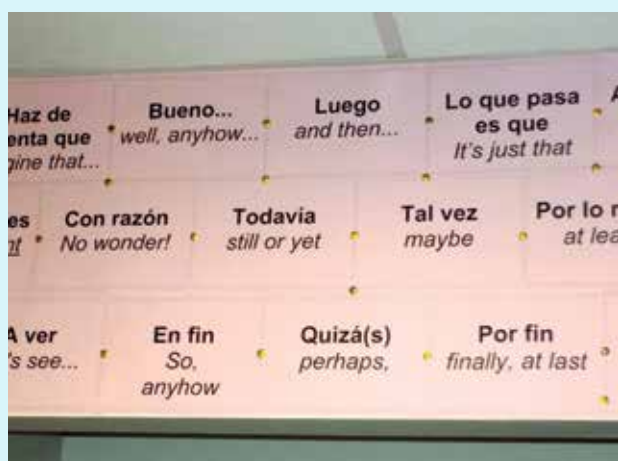 Haz de
enta que
gine that...
Bueno...
well, anyhow...
Luego
and then...
Lo que pasa
es que
It's just that
es
nt
Con razón
No wonder!
Todavia
still or yet
Tal vez
maybe
Por lo
at lea
A ver
's see...
En fin
So,
anyhow
Quizá(s)
perhaps,
Por fin
finally, at last